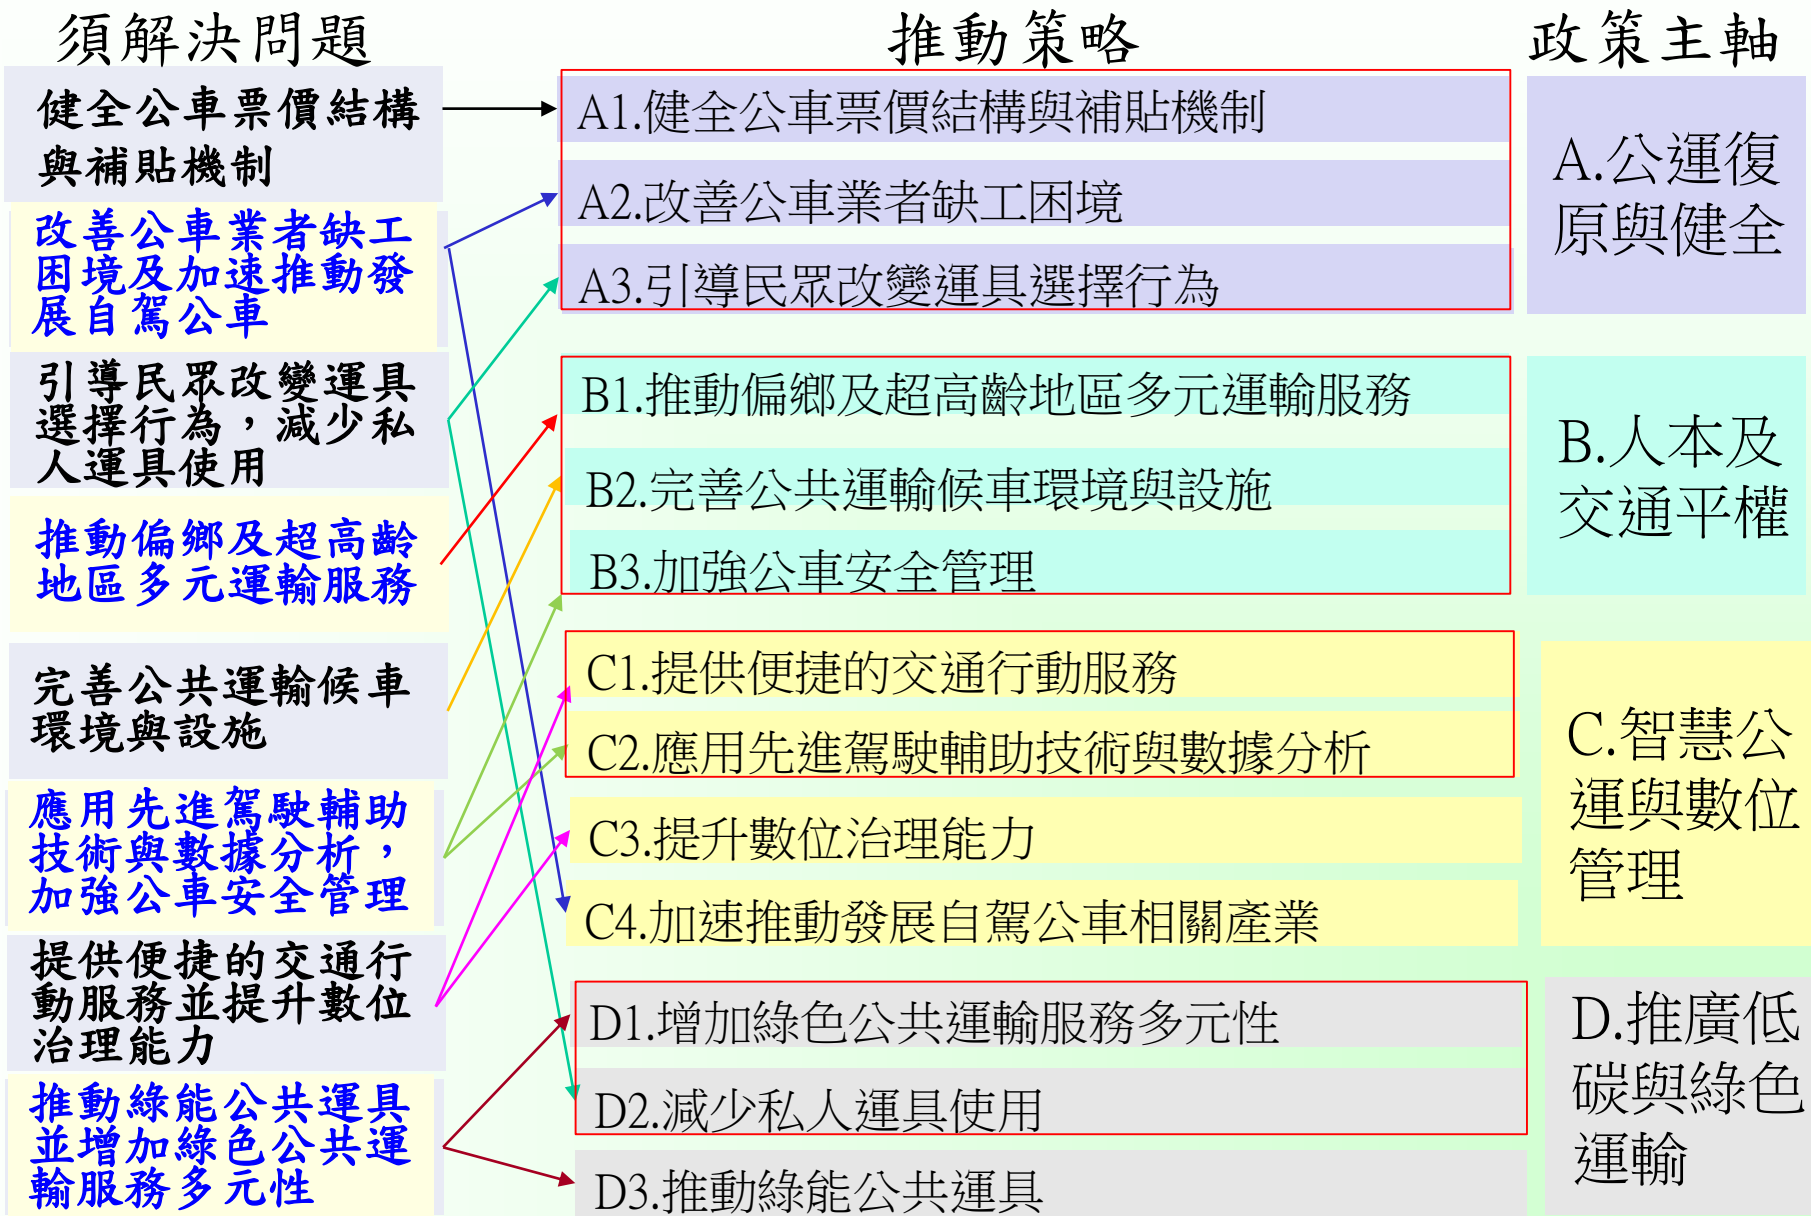 須解決問題
健全公車票價結構
與補貼機制
改善公車業者缺工
困境及加速推動發
展自駕公車
引導民眾改變運具
選擇行為，減少私
人運具使用
推動偏鄉及超高齡
地區多元運輸服務
完善公共運輸候車
環境與設施
應用先進駕駛輔助
技術與數據分析，
加強公車安全管理
提供便捷的交通行
動服務並提升數位
治理能力
推動綠能公共運具
並增加綠色公共運
輸服務多元性
推動策略
A1.健全公車票價結構與補貼機制
A2.改善公車業者缺工困境
A3.引導民眾改變運具選擇行為
B1.推動偏鄉及超高齡地區多元運輸服務
B2.完善公共運輸候車環境與設施
B3.加強公車安全管理
C1.提供便捷的交通行動服務
C2.應用先進駕駛輔助技術與數據分析
C3.提升數位治理能力
C4.加速推動發展自駕公車相關產業
D1.增加綠色公共運輸服務多元性
D2.減少私人運具使用
D3.推動綠能公共運具
政策主軸
A.公運復
原與健全
B.人本及
交通平權
C.智慧公
運與數位
管理
D.推廣低
碳與綠色
運輸